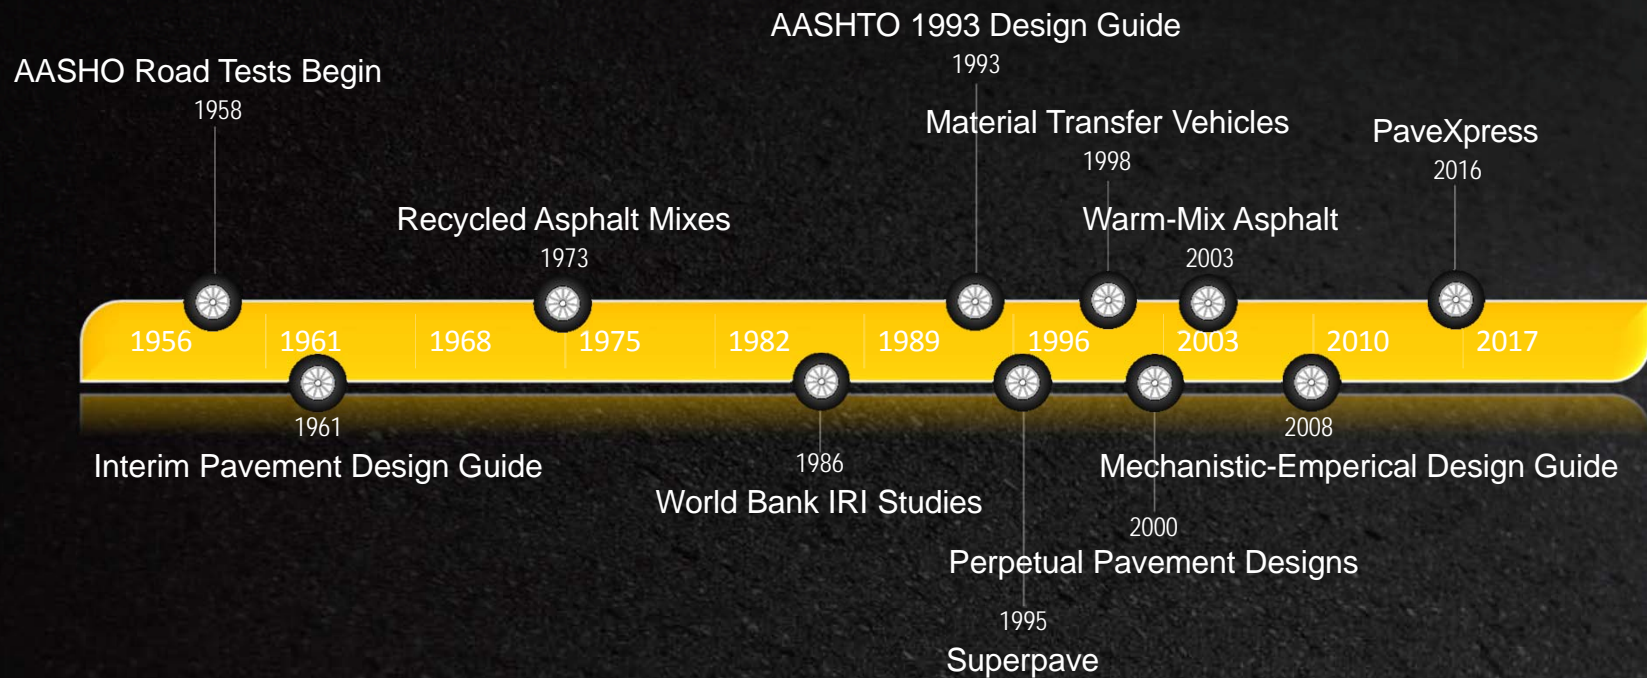 AASHTO 1993 Design Guide
1993
AASHO Road Tests Begin
1958
Material Transfer Vehicles
1998
PaveXpress
2016
Recycled Asphalt Mixes
1973
Warm-Mix Asphalt
2003
1956 1961 1968 1975 1982 1989 1996 2003 2010 2017
1961
Interim Pavement Design Guide
1986
World Bank IRI Studies
2008
Mechanistic-Emperical Design Guide
2000
Perpetual Pavement Designs
1995
Superpave